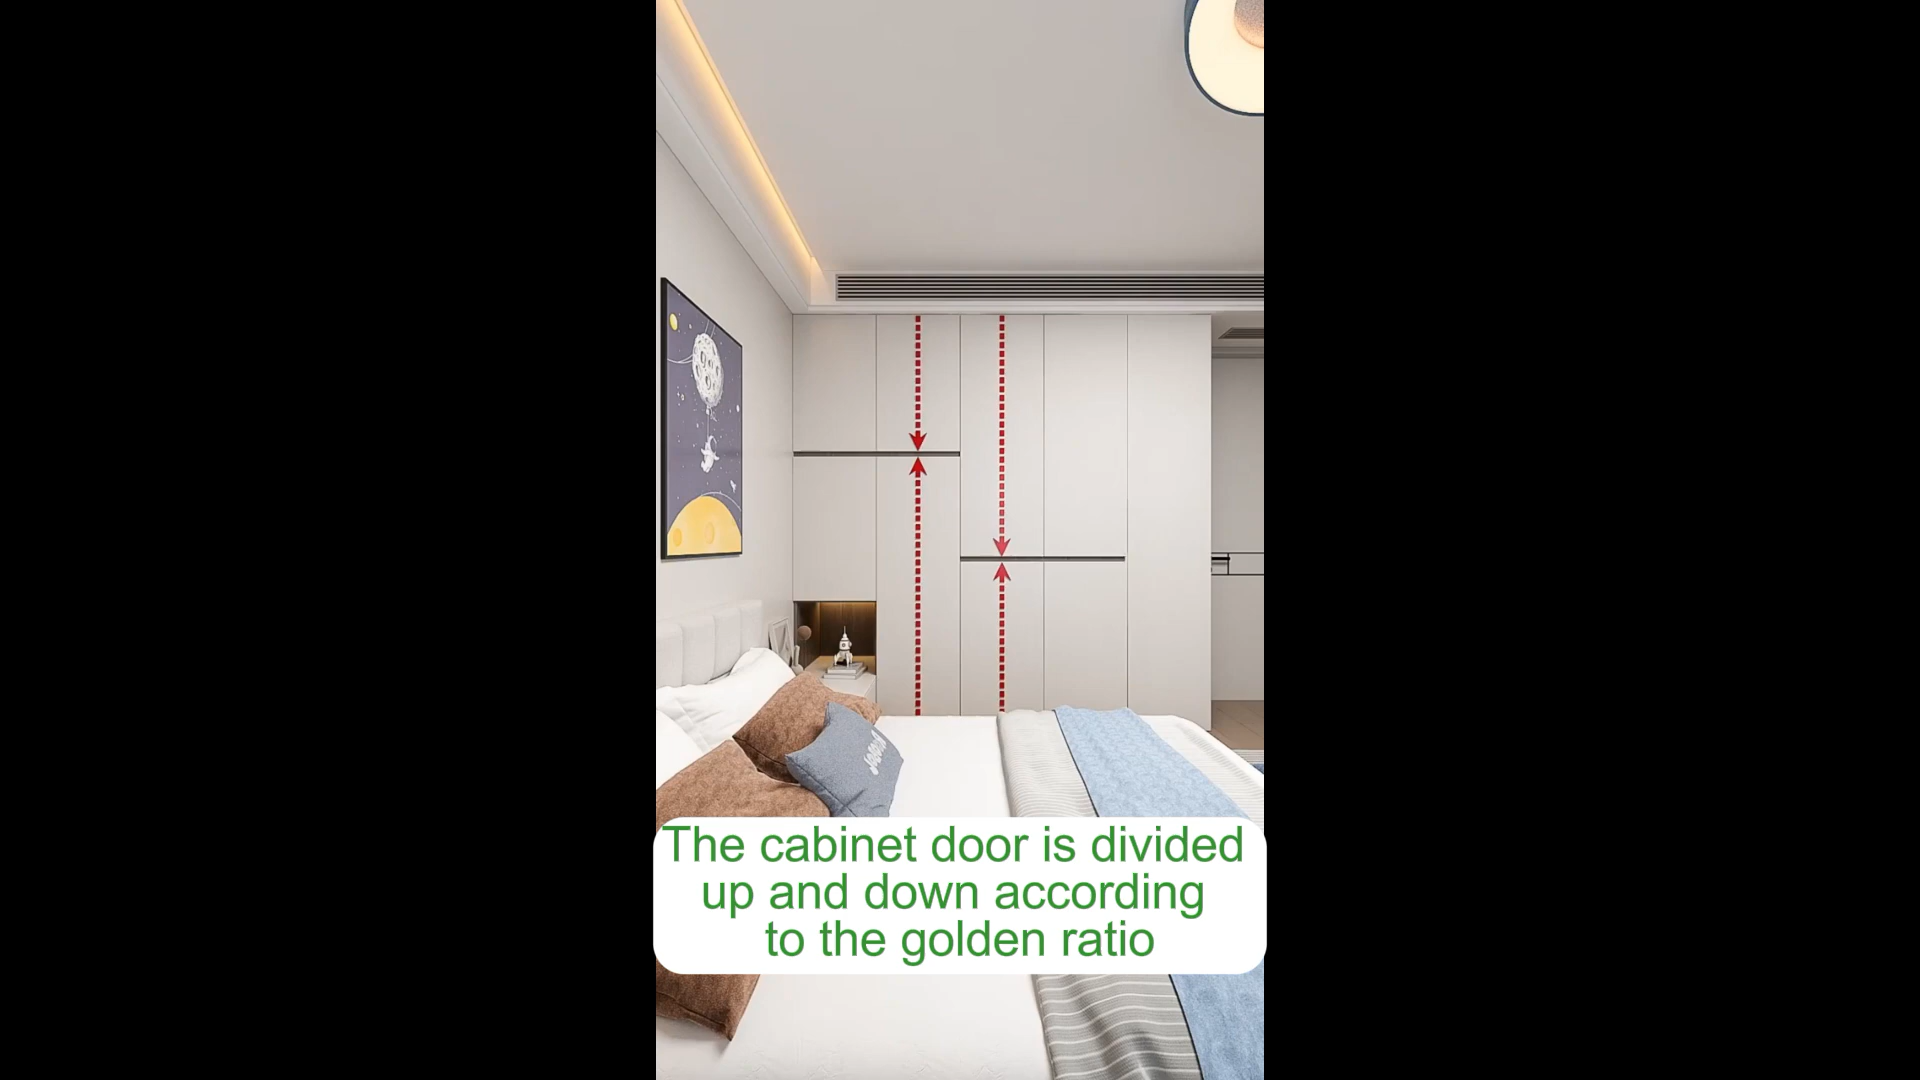 The cabinet door is divided
up and down according
to the golden ratio